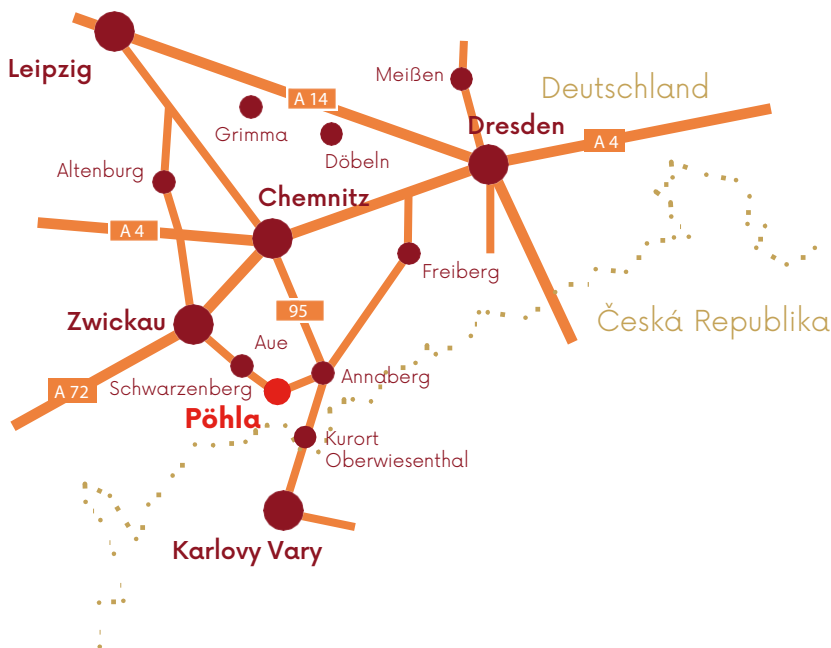 Leipzig
Meißen
Deutschland
A 14
Grimma
Dresden
Döbeln
A 4
Altenburg
Chemnitz
A 4
Freiberg
95
Zwickau
Česká Republika
Aue
Annaberg
A 72
Schwarzenberg
Pöhla
Kurort
Oberwiesenthal
Karlovy Vary